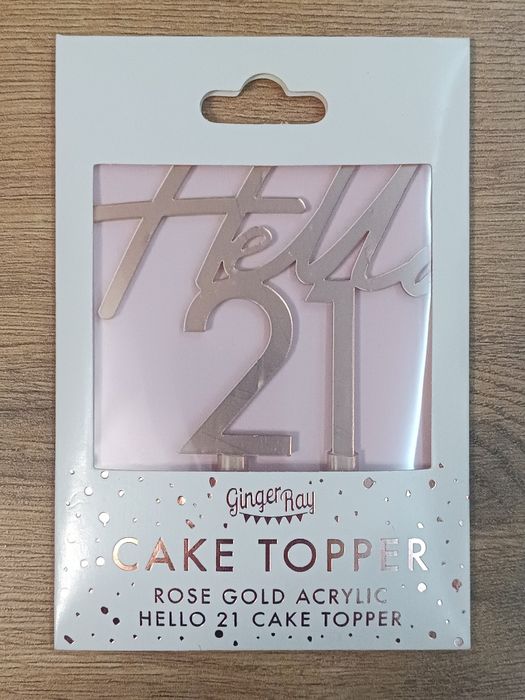 Hello
21
Ginger Ray
CAKE TOPPER
ROSE GOLD ACRYLIC
HELLO 21 CAKE TOPPER